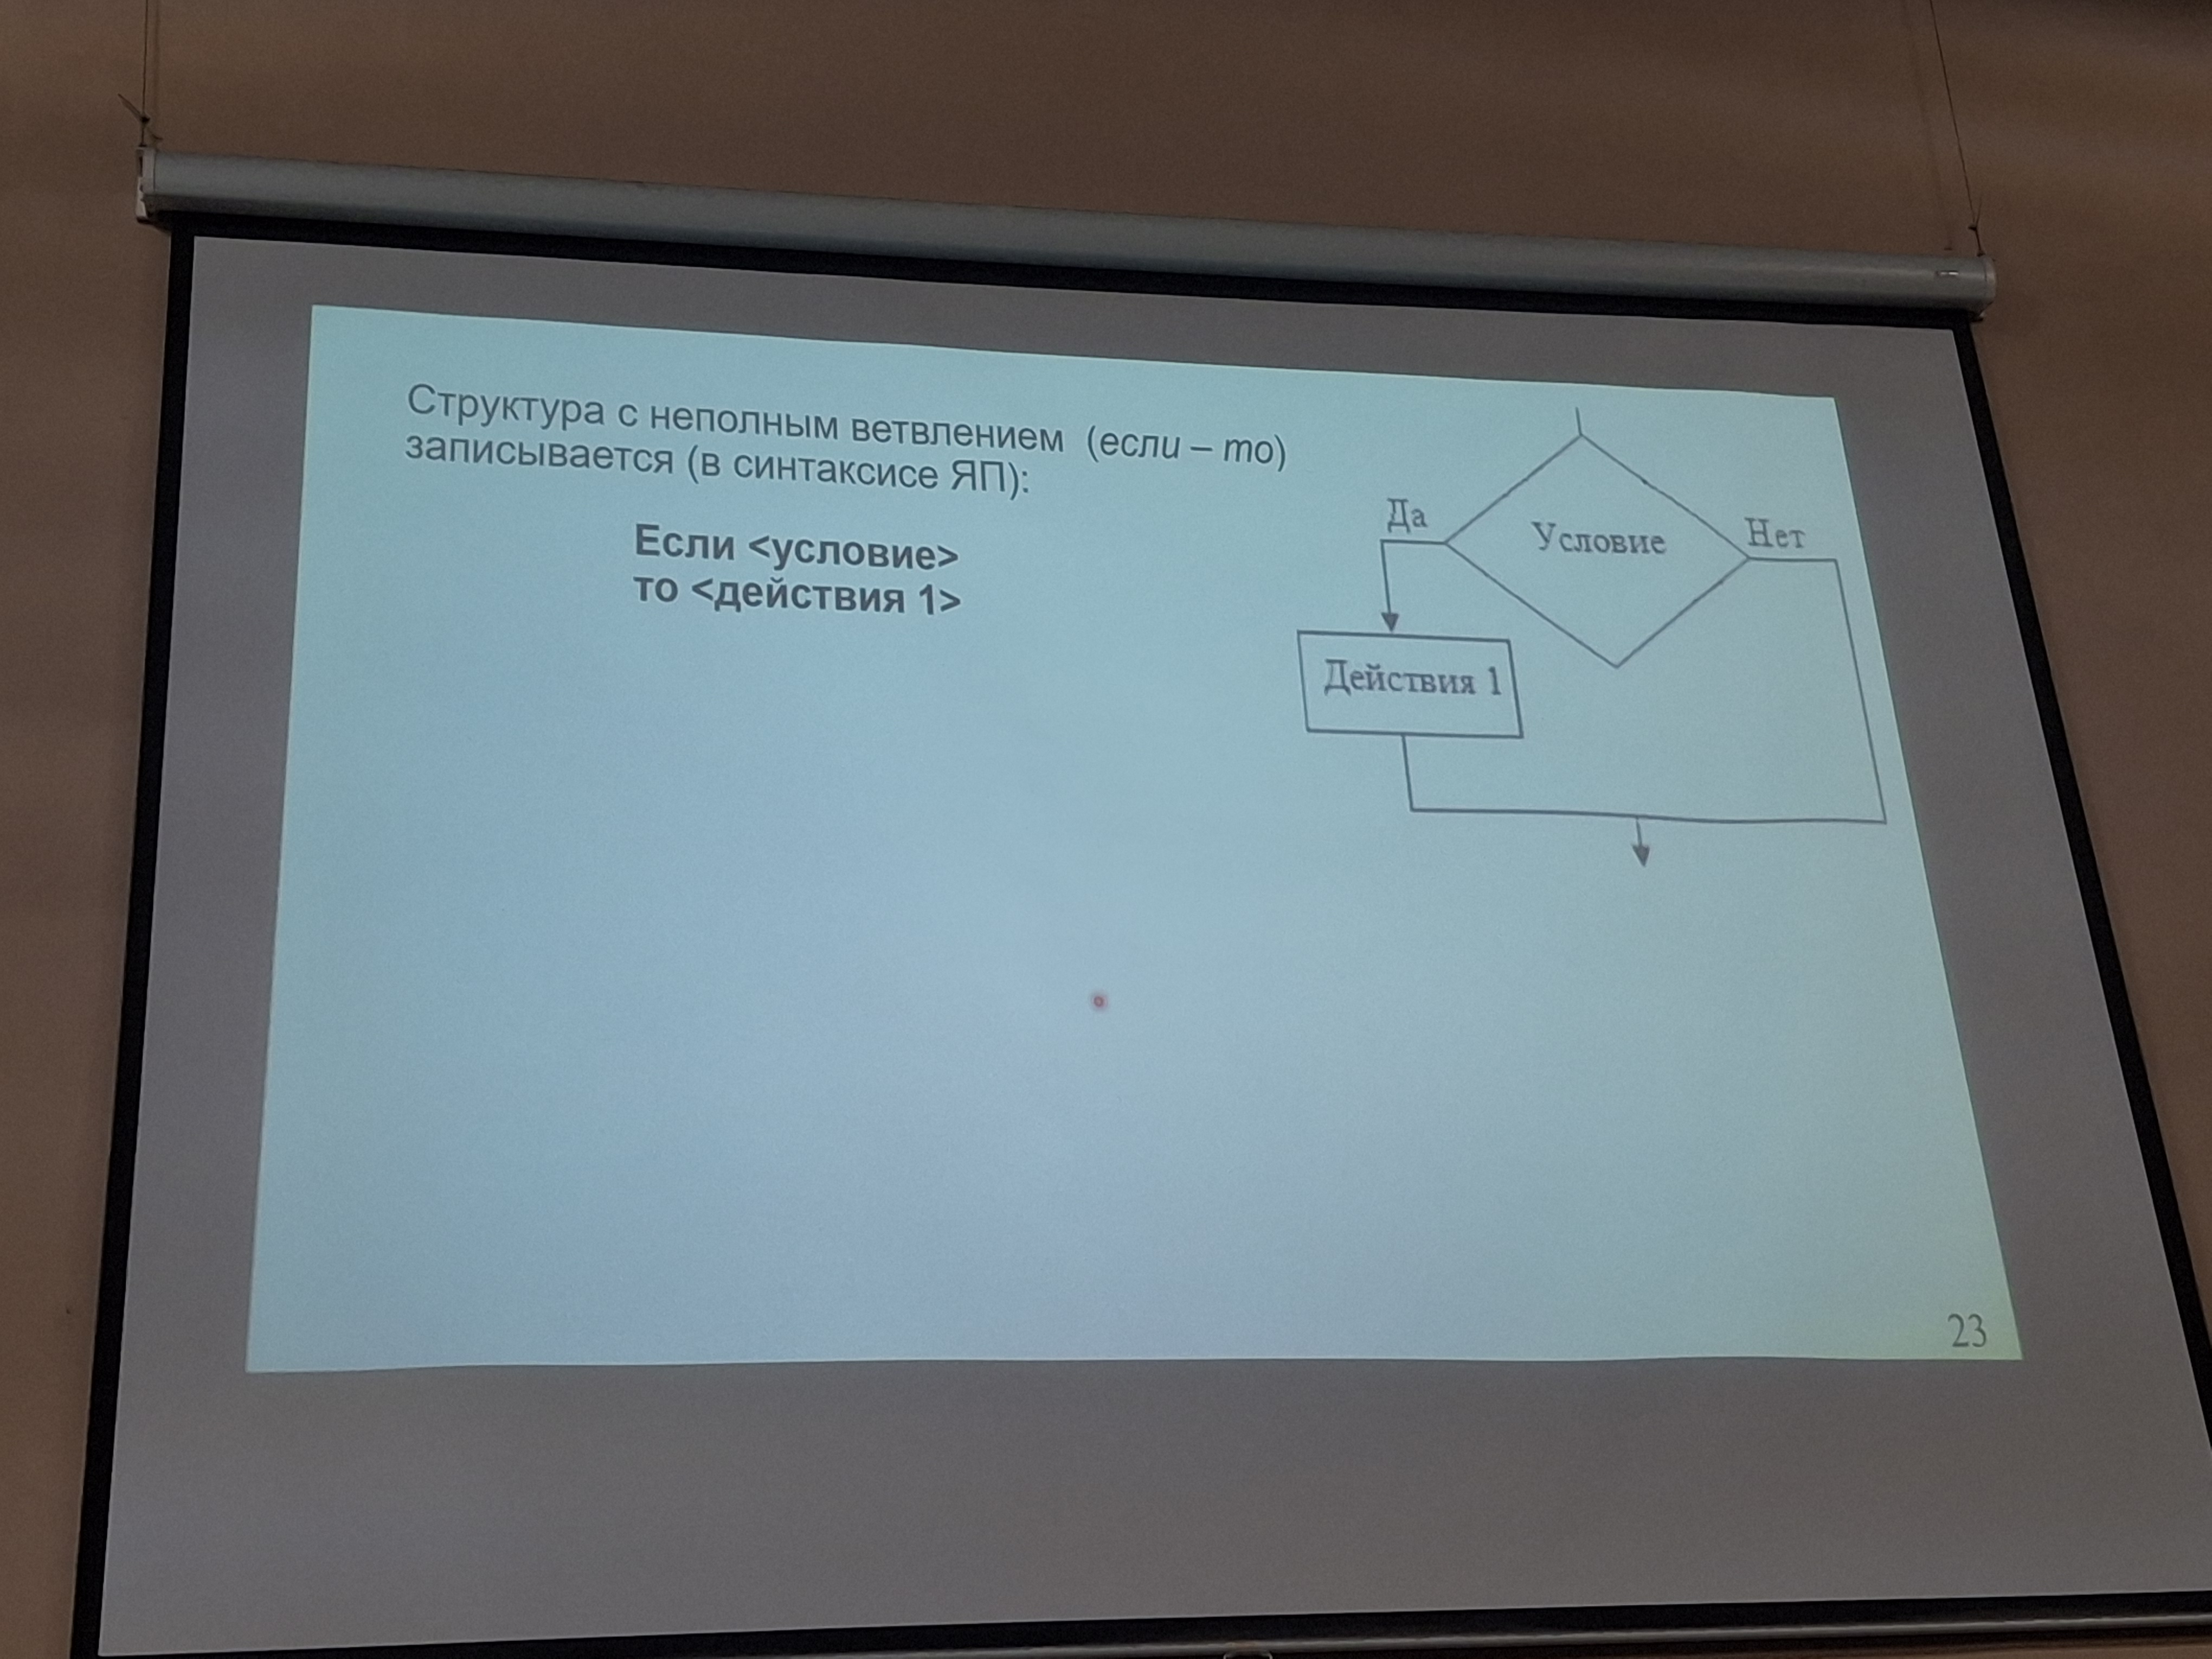 Структура с неполным ветвлением (если – то)
записывается (в синтаксисе ЯП):
Если <условие>
то <действия 1>
Да
Условие
Нет
Действия 1
23